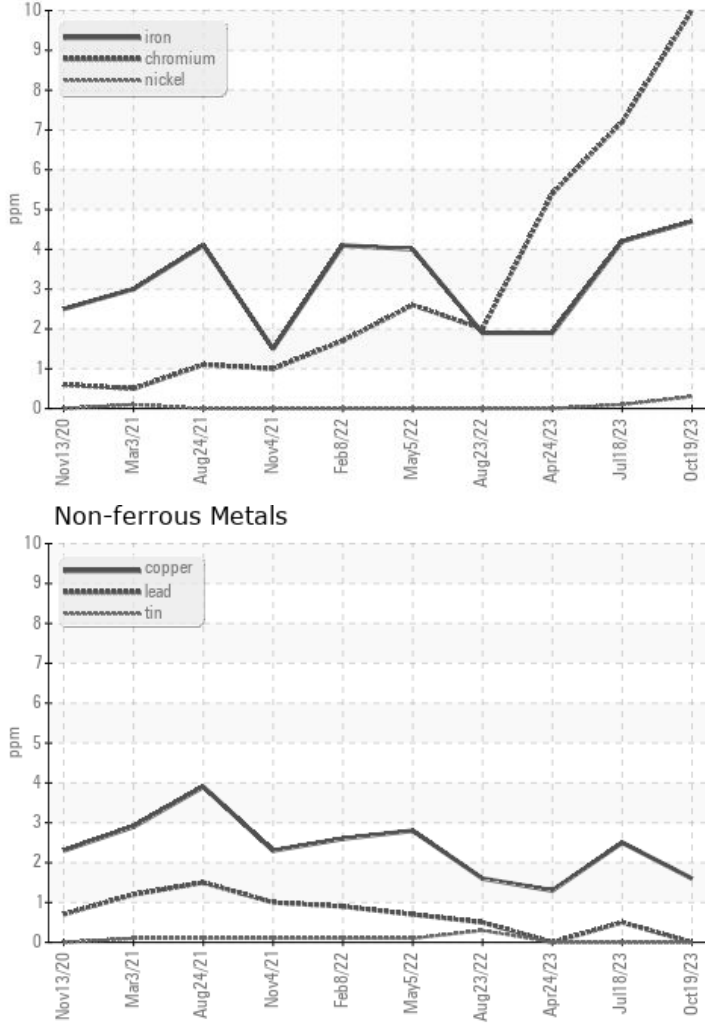 10
9
8
7
6
5
4
3
2
1
0
ppm
iron
chromium
nickel
Nov13/20
Mar3/21
Aug24/21
Nov4/21
Feb8/22
May5/22
Aug23/22
Apr24/23
Jul18/23
Oct19/23
Non-ferrous Metals
10
9
8
7
6
5
4
3
2
1
0
ppm
copper
lead
tin
Nov13/20
Mar3/21
Aug24/21
Nov4/21
Feb8/22
May5/22
Aug23/22
Apr24/23
Jul18/23
Oct19/23